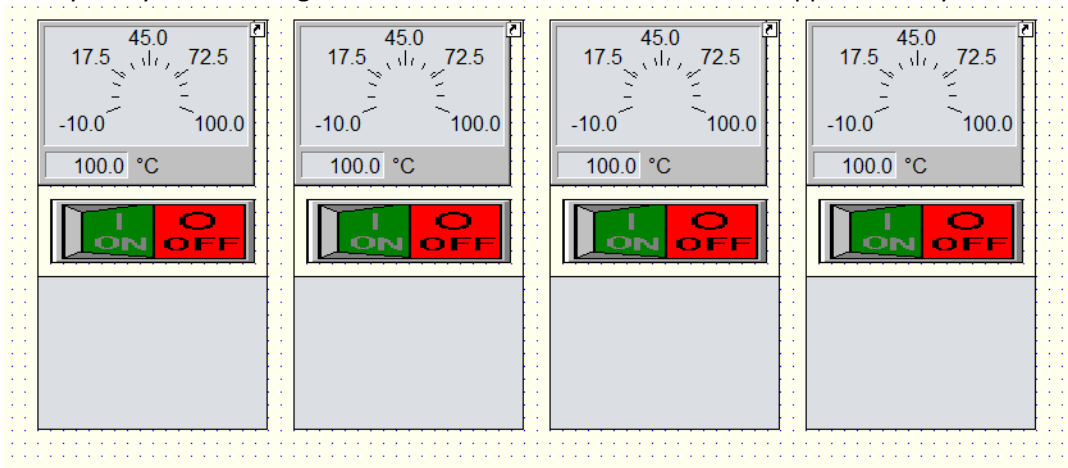 45.0 45.0 45.0 45.0
17.5 72.5 17.5 72.5 17.5 72.5 17.5 72.5
-10.0 100.0 -10.0 100.0 -10.0 100.0 -10.0 100.0
100.0 °C 100.0 °C 100.0 °C 100.0 °C
I O I O I O I O
ON OFF ON OFF ON OFF ON OFF